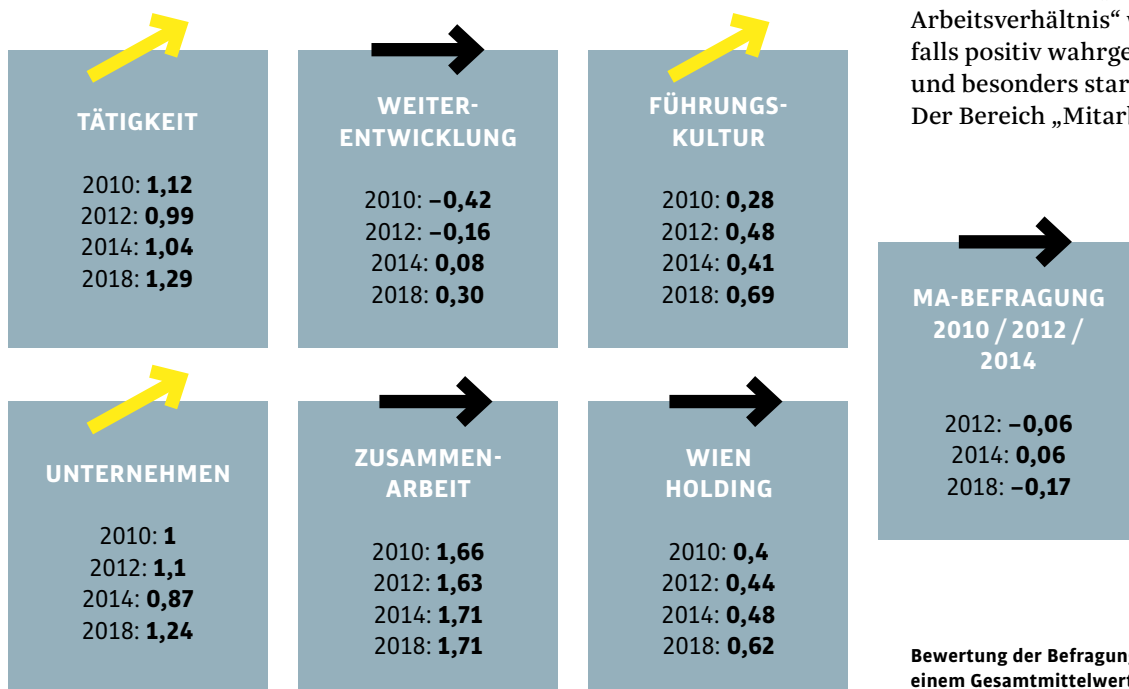 TÄTIGKEIT
2010: 1,12
2012: 0,99
2014: 1,04
2018: 1,29
WEITER-
ENTWICKLUNG
2010: –0,42
2012: –0,16
2014: 0,08
2018: 0,30
FÜHRUNGS-
KULTUR
2010: 0,28
2012: 0,48
2014: 0,41
2018: 0,69
UNTERNEHMEN
2010: 1
2012: 1,1
2014: 0,87
2018: 1,24
ZUSAMMEN-
ARBEIT
2010: 1,66
2012: 1,63
2014: 1,71
2018: 1,71
WIEN
HOLDING
2010: 0,4
2012: 0,44
2014: 0,48
2018: 0,62
Arbeitsverhältnis“
falls positiv
und besonders
Der Bereich
MA-BEFRAGUNG
2010 / 2012 /
2014
2012: –0,06
2014: 0,06
2018: –0,17
Bewertung der
einem Gesamtmittelwert